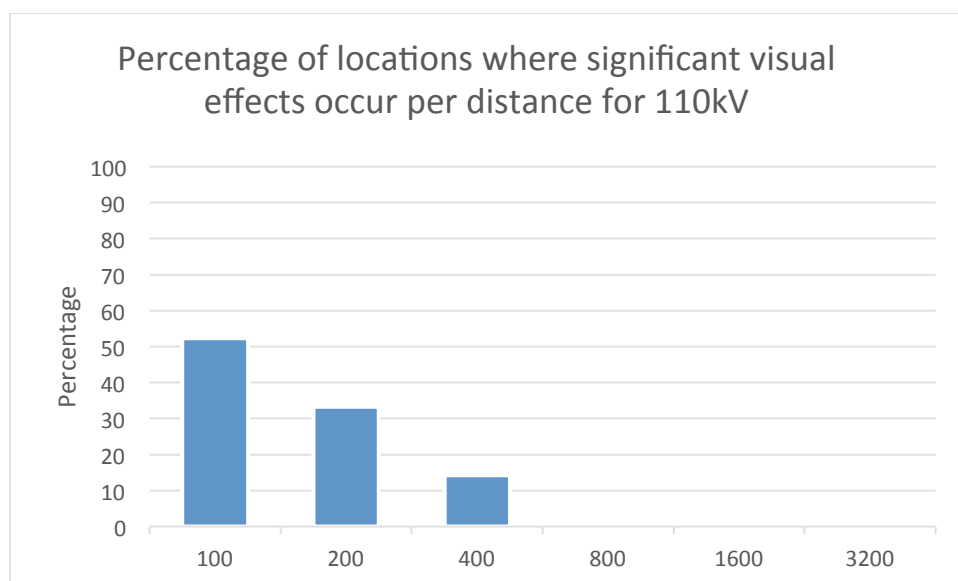 Percentage of locations where significant visual
effects occur per distance for 110kV
100
90
80
70
60
50
40
30
20
10
0
Percentage
100 200 400 800 1600 3200